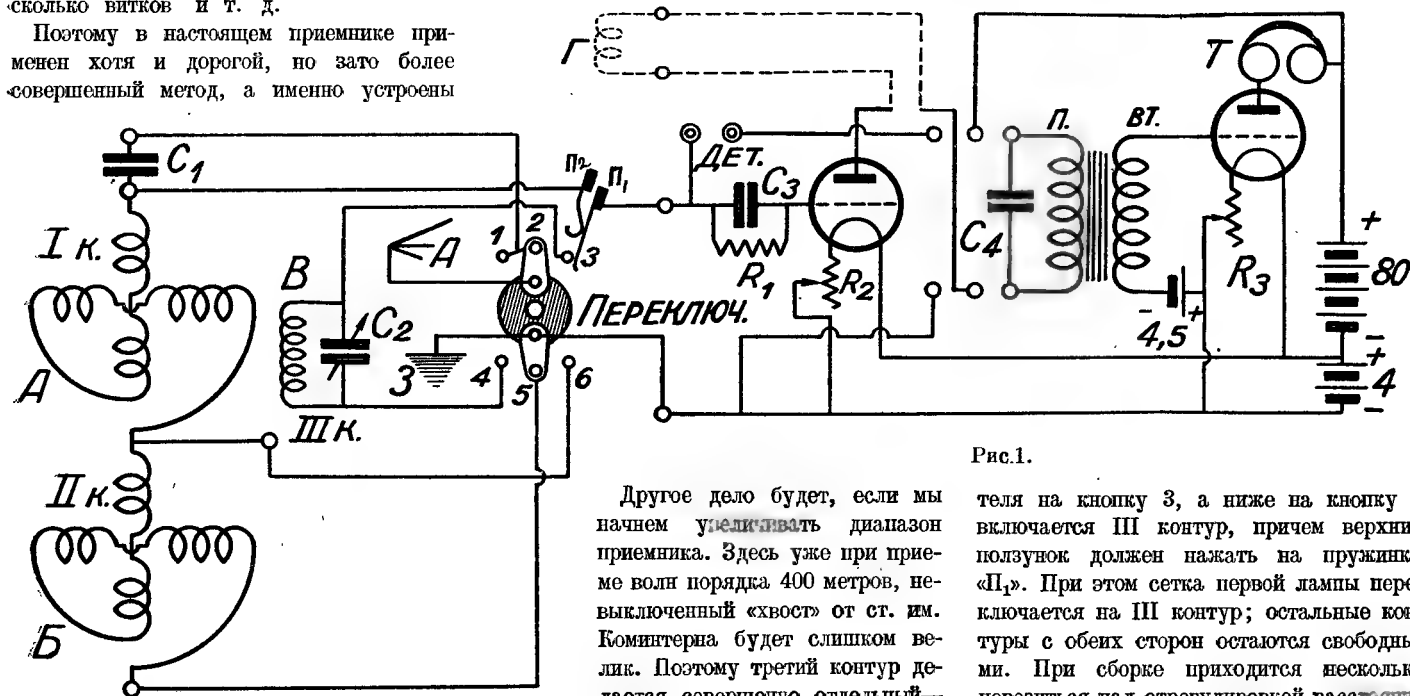 сколько витков и т. д.
Поэтому в настоящем приемнике при-
менен хотя и дорогой, но зато более
совершенный метод, а именно устроены
C1
I к.
А
II к.
Б
В
C2
III к.
А
З
1 2 3
4 5 6
Переключ.
П2
П1
Г
ДЕТ.
C3
R1
R2
C4
П.
ВТ.
Т
R3
- 4,5 +
+
80
-
+
4
-
Рис.1.
Другое дело будет, если мы
начнем увеличивать диапазон
приемника. Здесь уже при прие-
ме волн порядка 400 метров, не-
выключенный «хвост» от ст. им.
Коминтерна будет слишком ве-
лик. Поэтому третий контур де-
лается совершенно отдельный—
теля на кнопку 3, а ниже на кнопку
включается III контур, причем верхни
ползунок должен нажать на пружинк
«П1». При этом сетка первой лампы пере
ключается на III контур; остальные кон
туры с обеих сторон остаются свободны
ми. При сборке приходится нескольк